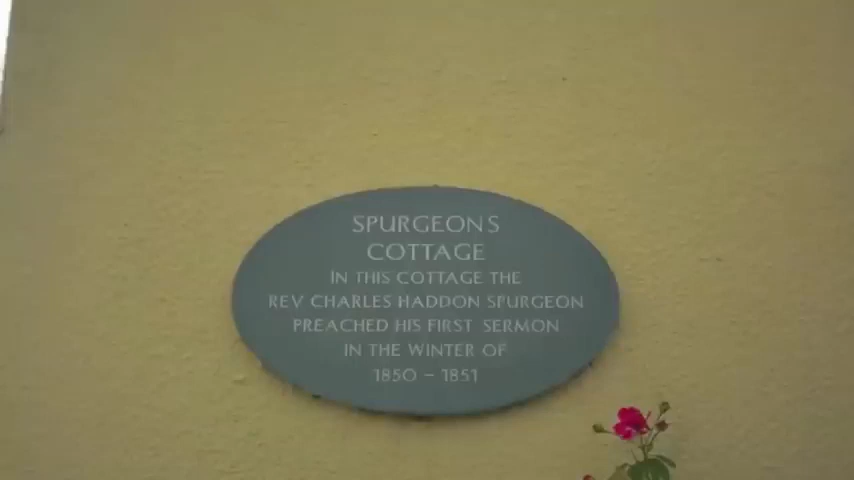 SPURGEONS
COTTAGE
IN THIS COTTAGE THE
REV CHARLES HADDON SPURGEON
PREACHED HIS FIRST SERMON
IN THE WINTER OF
1850 - 1851